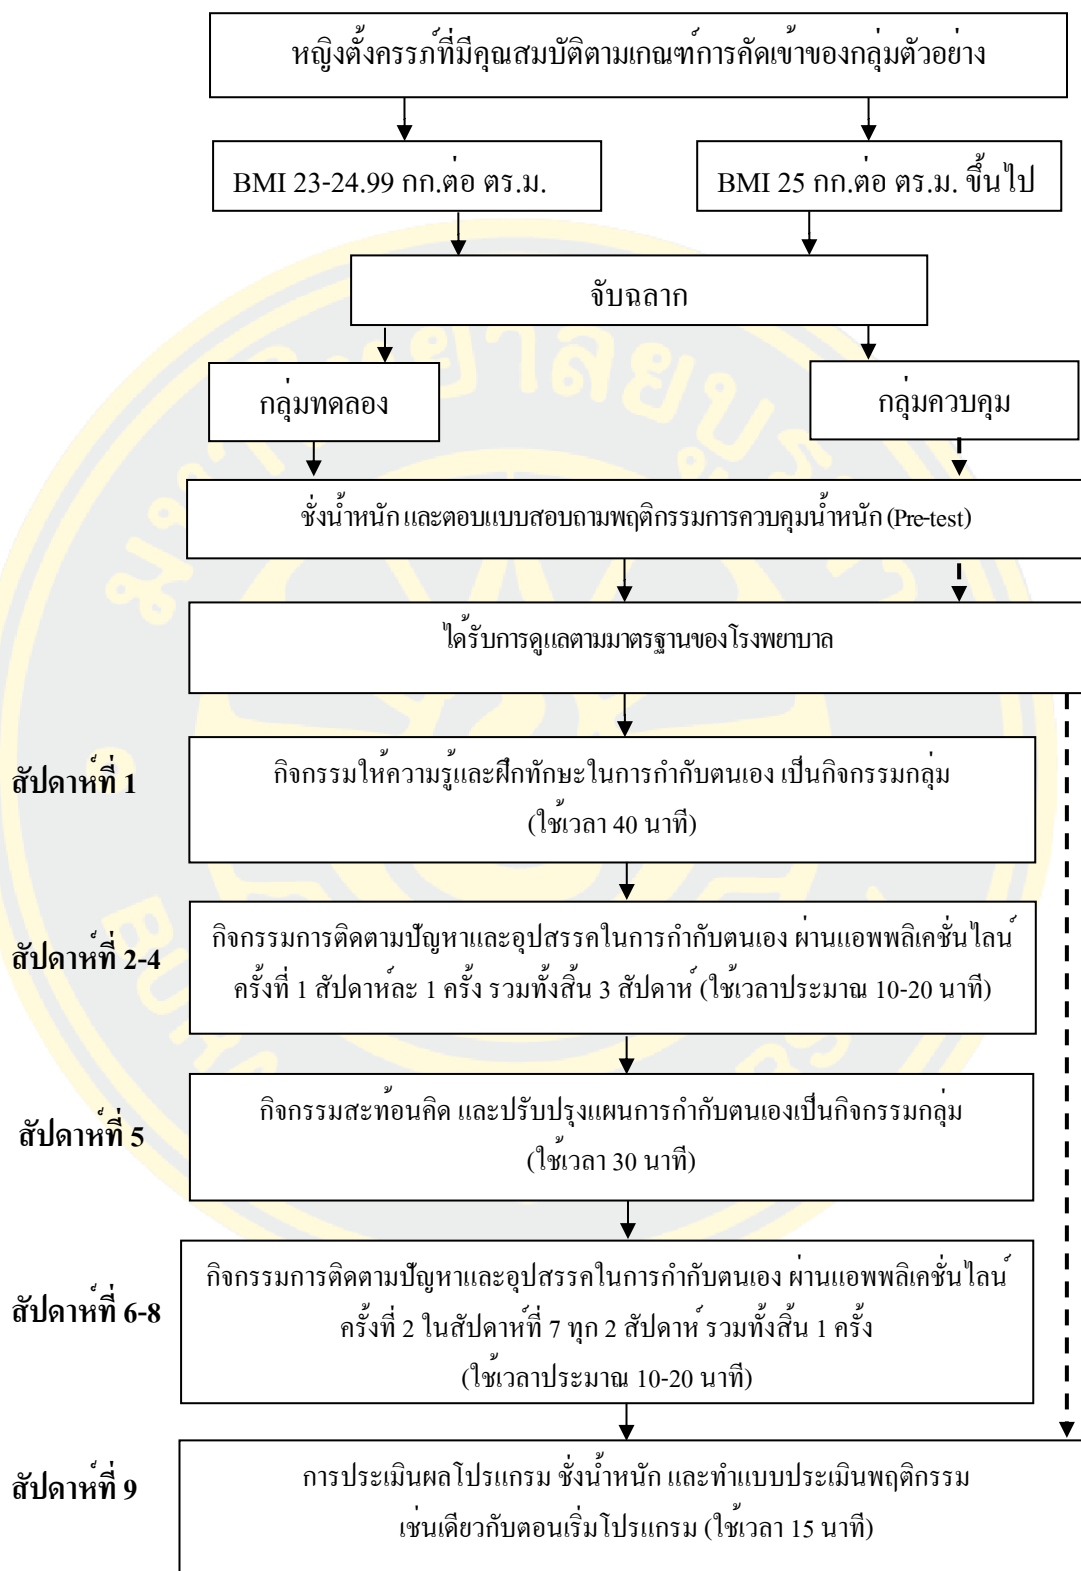 หญิงตั้งครรภ์ที่มีคุณสมบัติตามเกณฑ์การคัดเข้าของกลุ่มตัวอย่าง
BMI 23-24.99 กก.ต่อ ตร.ม.
BMI 25 กก.ต่อ ตร.ม. ขึ้นไป
จับฉลาก
กลุ่มทดลอง
กลุ่มควบคุม
ชั่งน้ำหนัก และตอบแบบสอบถามพฤติกรรมการควบคุมน้ำหนัก (Pre-test)
ได้รับการดูแลตามมาตรฐานของโรงพยาบาล
สัปดาห์ที่ 1
กิจกรรมให้ความรู้และฝึกทักษะในการกำกับตนเอง เป็นกิจกรรมกลุ่ม
(ใช้เวลา 40 นาที)
สัปดาห์ที่ 2-4
กิจกรรมการติดตามปัญหาและอุปสรรคในการกำกับตนเอง ผ่านแอพพลิเคชั่นไลน์
ครั้งที่ 1 สัปดาห์ละ 1 ครั้ง รวมทั้งสิ้น 3 สัปดาห์ (ใช้เวลาประมาณ 10-20 นาที)
สัปดาห์ที่ 5
กิจกรรมสะท้อนคิด และปรับปรุงแผนการกำกับตนเองเป็นกิจกรรมกลุ่ม
(ใช้เวลา 30 นาที)
สัปดาห์ที่ 6-8
กิจกรรมการติดตามปัญหาและอุปสรรคในการกำกับตนเอง ผ่านแอพพลิเคชั่นไลน์
ครั้งที่ 2 ในสัปดาห์ที่ 7 ทุก 2 สัปดาห์ รวมทั้งสิ้น 1 ครั้ง
(ใช้เวลาประมาณ 10-20 นาที)
สัปดาห์ที่ 9
การประเมินผลโปรแกรม ชั่งน้ำหนัก และทำแบบประเมินพฤติกรรม
เช่นเดียวกับตอนเริ่มโปรแกรม (ใช้เวลา 15 นาที)